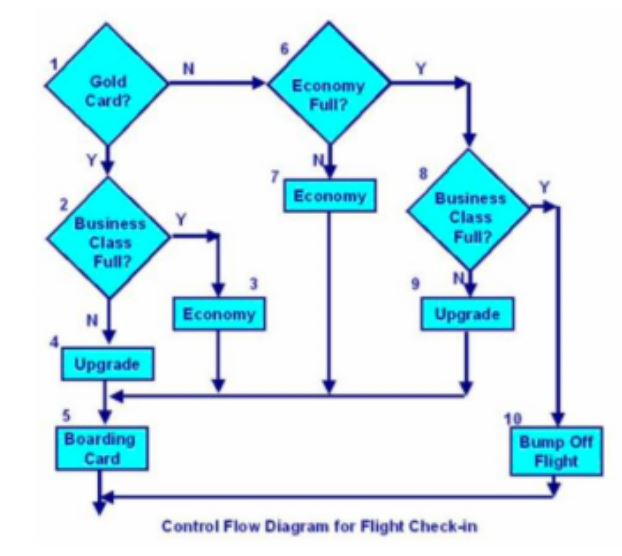 1
Gold
Card?
N
6
Economy
Full?
Y
Y
2
Business
Class
Full?
Y
N
7
Economy
8
Business
Class
Full?
Y
3
Economy
N
9
Upgrade
N
4
Upgrade
5
Boarding
Card
10
Bump Off
Flight
Control Flow Diagram for Flight Check-in